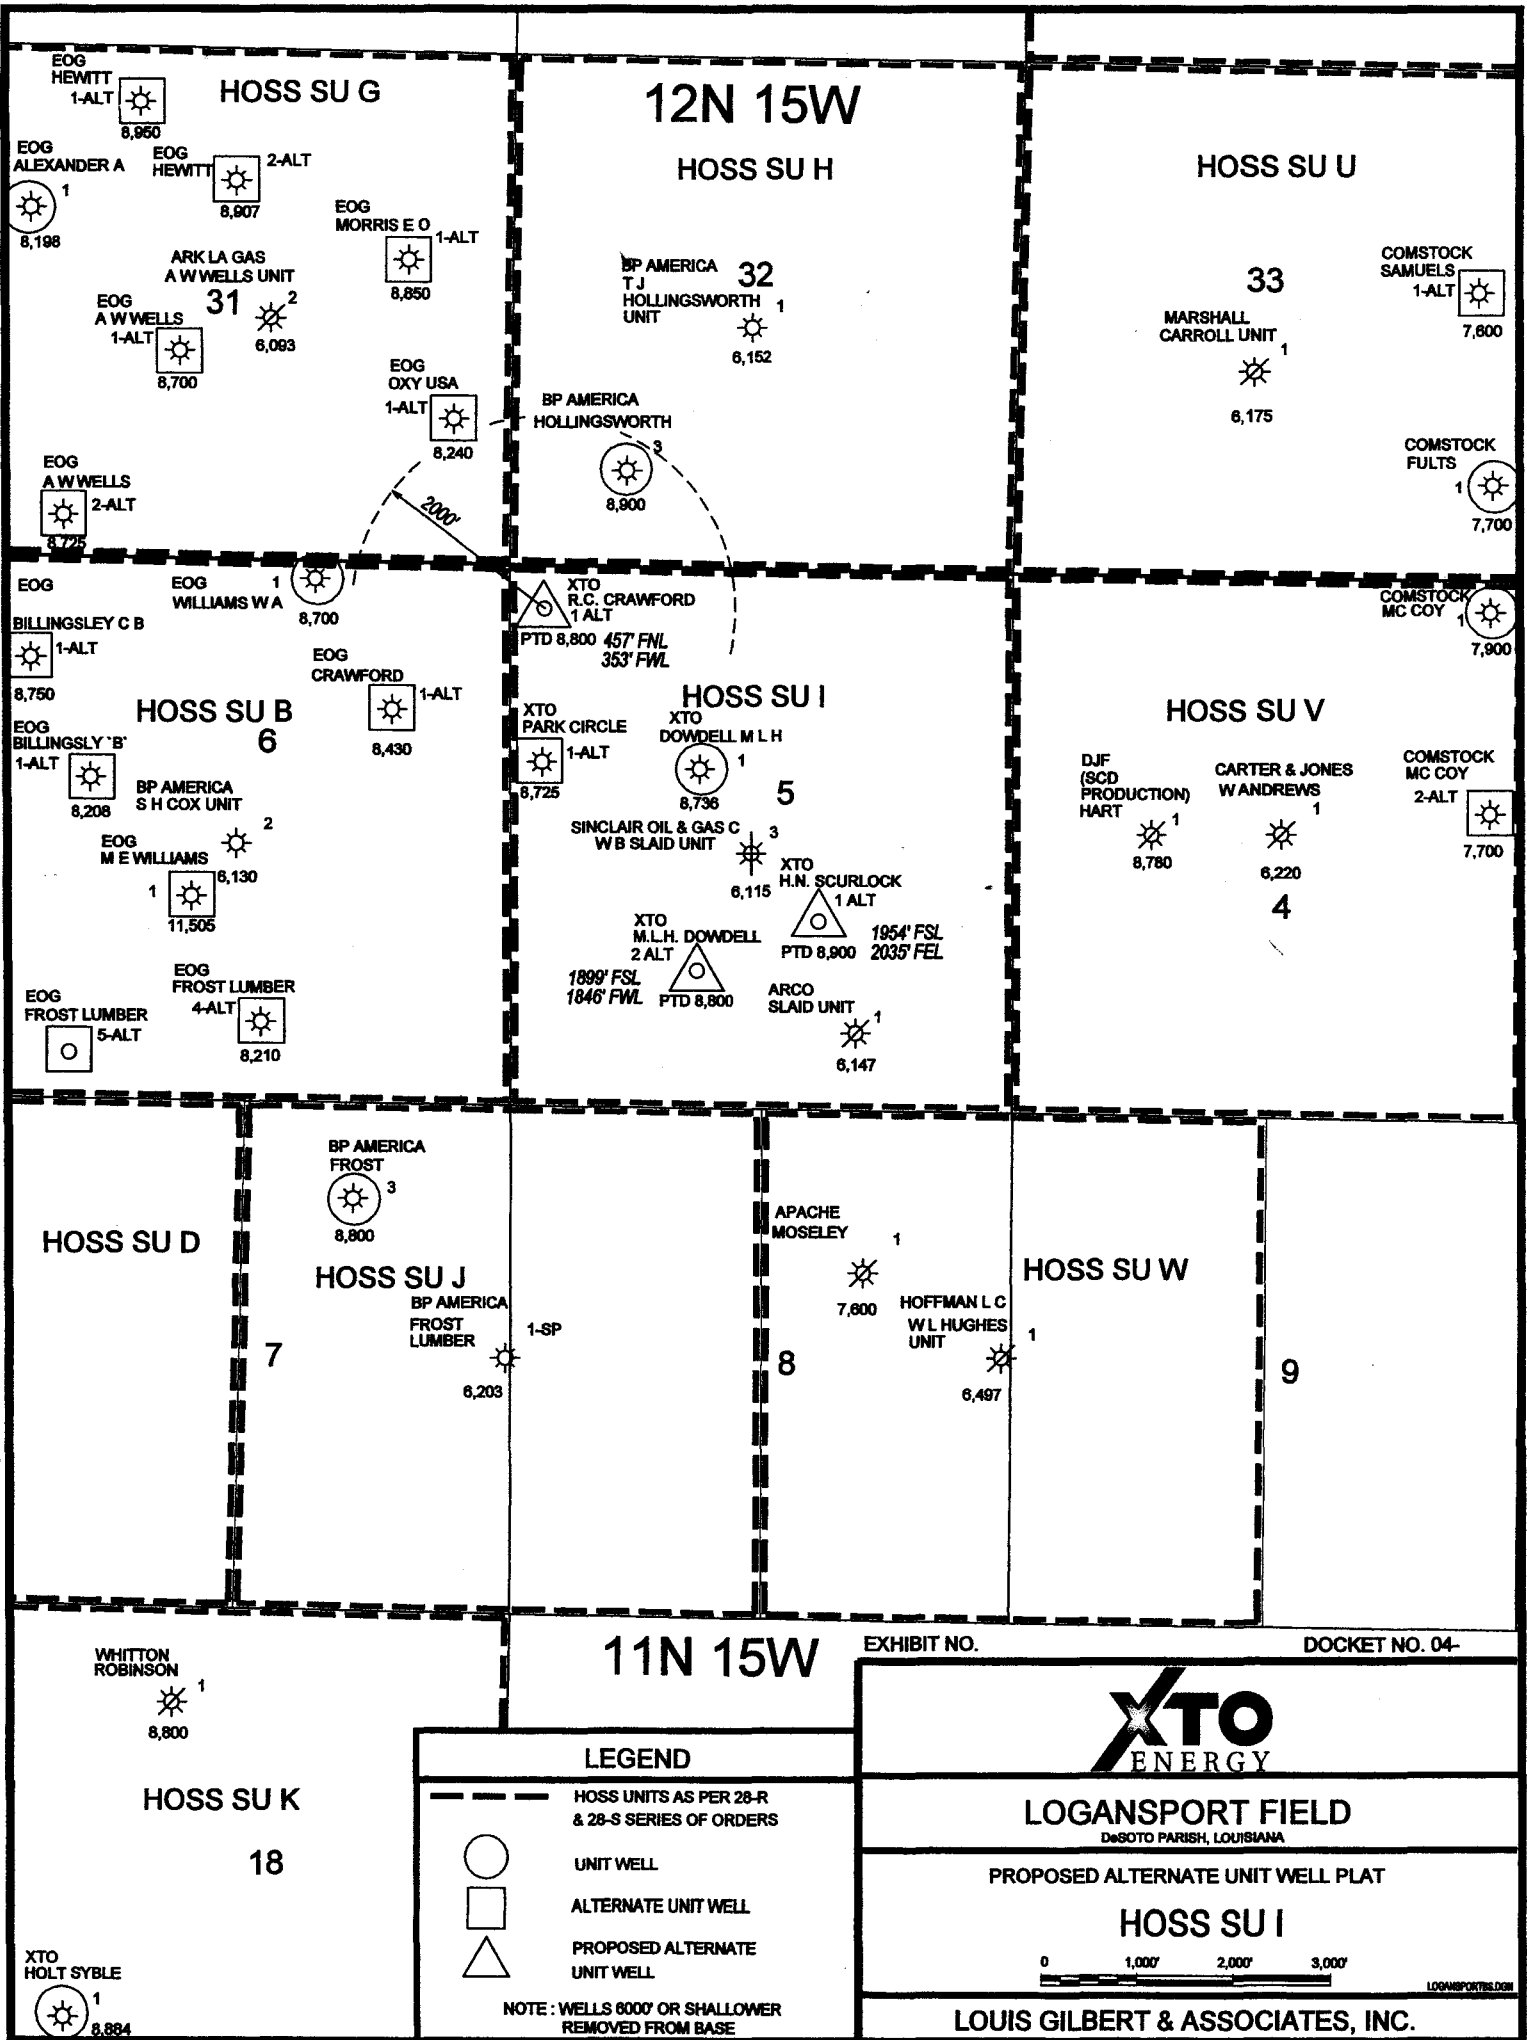 EOG
HEWITT
1-ALT
8,950
HOSS SU G
EOG
ALEXANDER A
1
8,198
EOG
HEWITT
2-ALT
8,907
EOG
MORRIS E O
1-ALT
8,850
ARK LA GAS
A W WELLS UNIT
31
2
6,093
EOG
A W WELLS
1-ALT
8,700
EOG
OXY USA
1-ALT
8,240
EOG
A W WELLS
2-ALT
8,725
2000'
12N 15W
HOSS SU H
BP AMERICA
T J
HOLLINGSWORTH
UNIT
32
1
6,152
BP AMERICA
HOLLINGSWORTH
3
8,900
HOSS SU U
33
COMSTOCK
SAMUELS
1-ALT
7,600
MARSHALL
CARROLL UNIT
1
6,175
COMSTOCK
FULTS
1
7,700
EOG
BILLINGSLEY C B
1-ALT
8,750
EOG
WILLIAMS W A
1
8,700
EOG
CRAWFORD
1-ALT
8,430
HOSS SU B
6
EOG
BILLINGSLY 'B'
1-ALT
8,208
BP AMERICA
S H COX UNIT
2
6,130
EOG
M E WILLIAMS
1
11,505
EOG
FROST LUMBER
4-ALT
8,210
EOG
FROST LUMBER
5-ALT
XTO
R.C. CRAWFORD
1 ALT
PTD 8,800
457' FNL
353' FWL
HOSS SU I
XTO
PARK CIRCLE
1-ALT
8,725
XTO
DOWDELL M L H
1
8,736
5
SINCLAIR OIL & GAS C
W B SLAID UNIT
3
6,115
XTO
H.N. SCURLOCK
1 ALT
PTD 8,900
1954' FSL
2035' FEL
XTO
M.L.H. DOWDELL
2 ALT
1899' FSL
1846' FWL
PTD 8,800
ARCO
SLAID UNIT
1
6,147
COMSTOCK
MC COY
1
7,900
HOSS SU V
DJF
(SCD
PRODUCTION)
HART
1
8,780
CARTER & JONES
W ANDREWS
1
6,220
4
COMSTOCK
MC COY
2-ALT
7,700
HOSS SU D
BP AMERICA
FROST
3
8,800
HOSS SU J
BP AMERICA
FROST
LUMBER
1-SP
6,203
7
APACHE
MOSELEY
1
7,600
HOSS SU W
HOFFMAN L C
W L HUGHES
UNIT
1
6,497
8
9
WHITTON
ROBINSON
1
8,800
HOSS SU K
18
XTO
HOLT SYBLE
1
8,884
11N 15W
LEGEND
HOSS UNITS AS PER 28-R
& 28-S SERIES OF ORDERS
UNIT WELL
ALTERNATE UNIT WELL
PROPOSED ALTERNATE
UNIT WELL
NOTE : WELLS 6000' OR SHALLOWER
REMOVED FROM BASE
EXHIBIT NO.
DOCKET NO. 04-
XTO
ENERGY
LOGANSPORT FIELD
DeSOTO PARISH, LOUISIANA
PROPOSED ALTERNATE UNIT WELL PLAT
HOSS SU I
0 1,000' 2,000' 3,000'
LOUIS GILBERT & ASSOCIATES, INC.